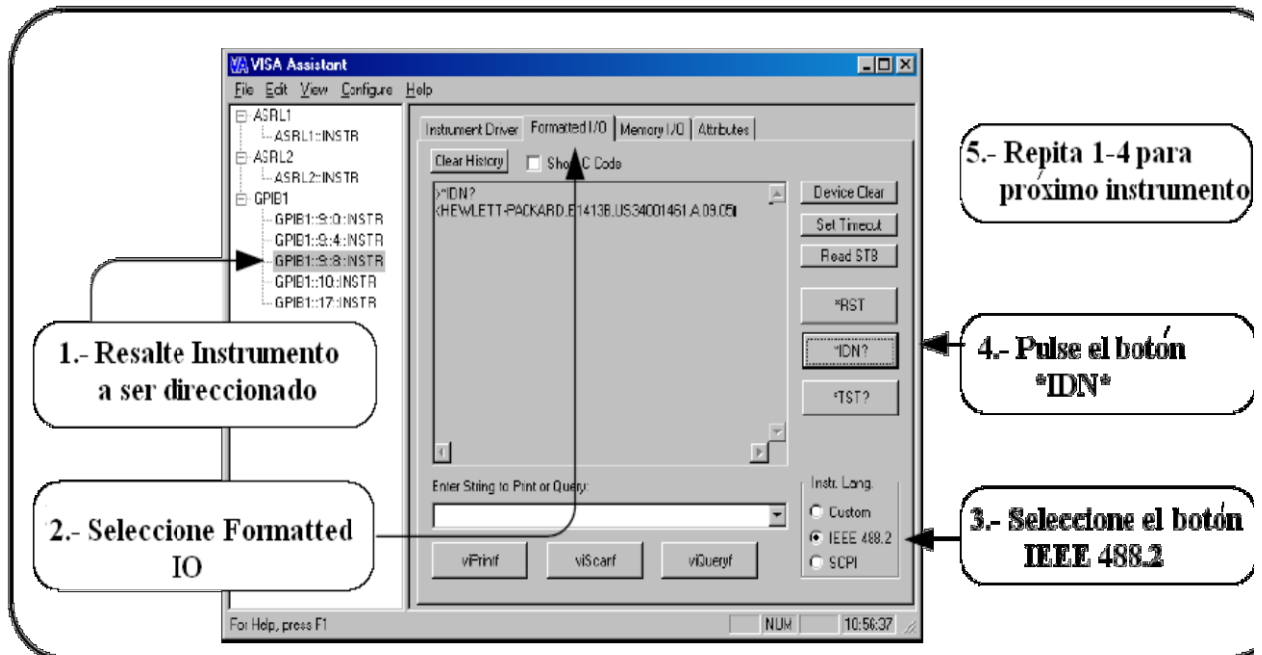 VISA Assistant
File Edit View Configure Help
ASRL1
ASRL1::INSTR
ASRL2
ASRL2::INSTR
GPIB1
GPIB1::9::0::INSTR
GPIB1::9::4::INSTR
GPIB1::9::8::INSTR
GPIB1::10::INSTR
GPIB1::17::INSTR
Instrument Driver Formatted I/O Memory I/O Attributes
Clear History Show C Code
>*IDN?
<HEWLETT-PACKARD,E1413B,US34001461,A.09.05
Device Clear
Set Timeout
Read STB
*RST
*IDN?
*TST?
Enter String to Print or Query:
Instr. Lang.
Custom
IEEE 488.2
SCPI
viPrintf viScanf viQueryf
For Help, press F1 NUM 10:56:37
1.- Resalte Instrumento
a ser direccionado
2.- Seleccione Formatted
IO
3.- Seleccione el botón
IEEE 488.2
4.- Pulse el botón
*IDN*
5.- Repita 1-4 para
próximo instrumento